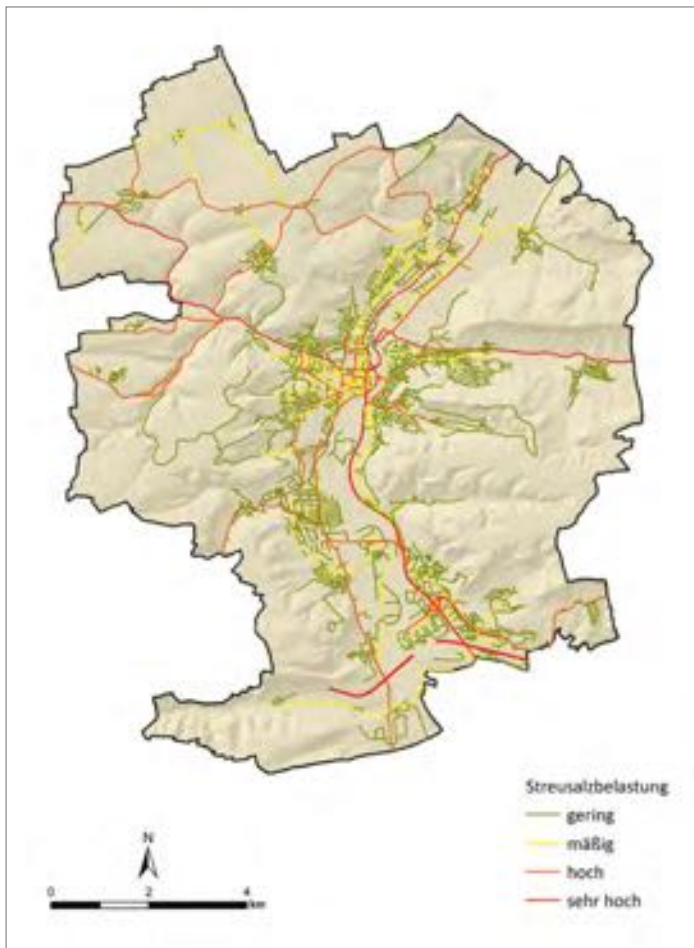 Streusalzbelastung
gering
mäßig
hoch
sehr hoch
N
0 2 4
km